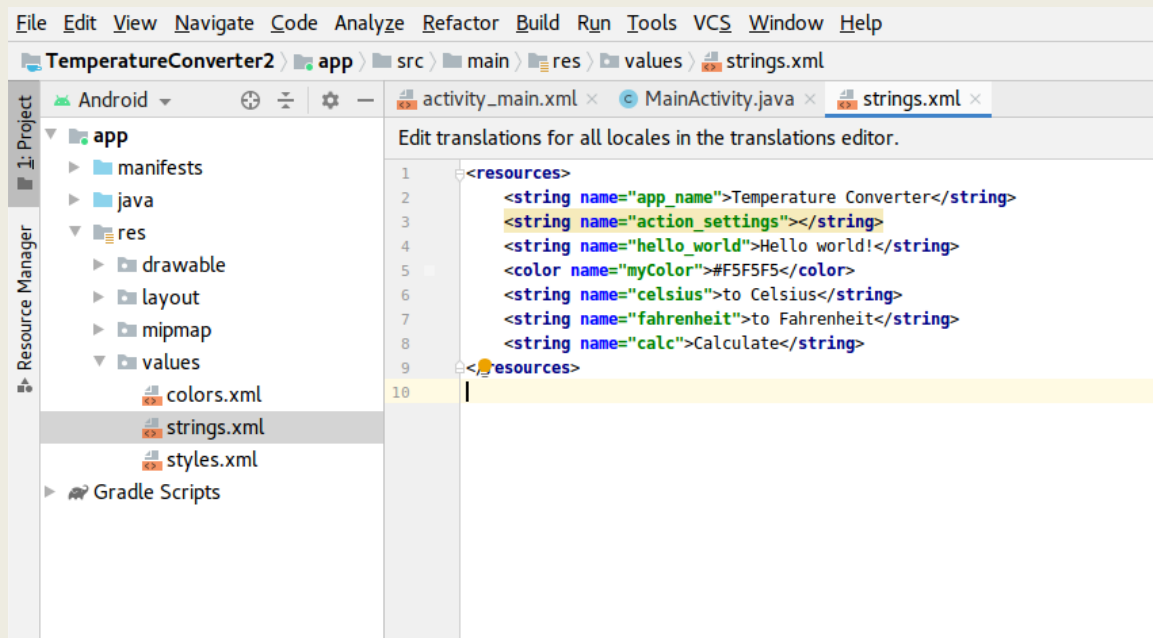 File Edit View Navigate Code Analyze Refactor Build Run Tools VCS Window Help
TemperatureConverter2 app src main res values strings.xml
1: Project
Resource Manager
Android
app
manifests
java
res
drawable
layout
mipmap
values
colors.xml
strings.xml
styles.xml
Gradle Scripts
activity_main.xml MainActivity.java strings.xml
Edit translations for all locales in the translations editor.
1 <resources>
2 <string name="app_name">Temperature Converter</string>
3 <string name="action_settings"></string>
4 <string name="hello_world">Hello world!</string>
5 <color name="myColor">#F5F5F5</color>
6 <string name="celsius">to Celsius</string>
7 <string name="fahrenheit">to Fahrenheit</string>
8 <string name="calc">Calculate</string>
9 </resources>
10